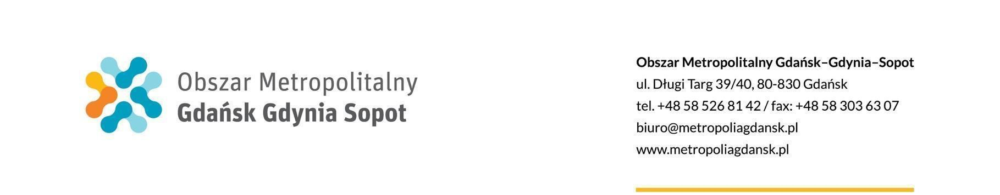 Obszar Metropolitalny
Gdańsk Gdynia Sopot
Obszar Metropolitalny Gdańsk–Gdynia–Sopot
ul. Długi Targ 39/40, 80-830 Gdańsk
tel. +48 58 526 81 42 / fax: +48 58 303 63 07
biuro@metropoliagdansk.pl
www.metropoliagdansk.pl